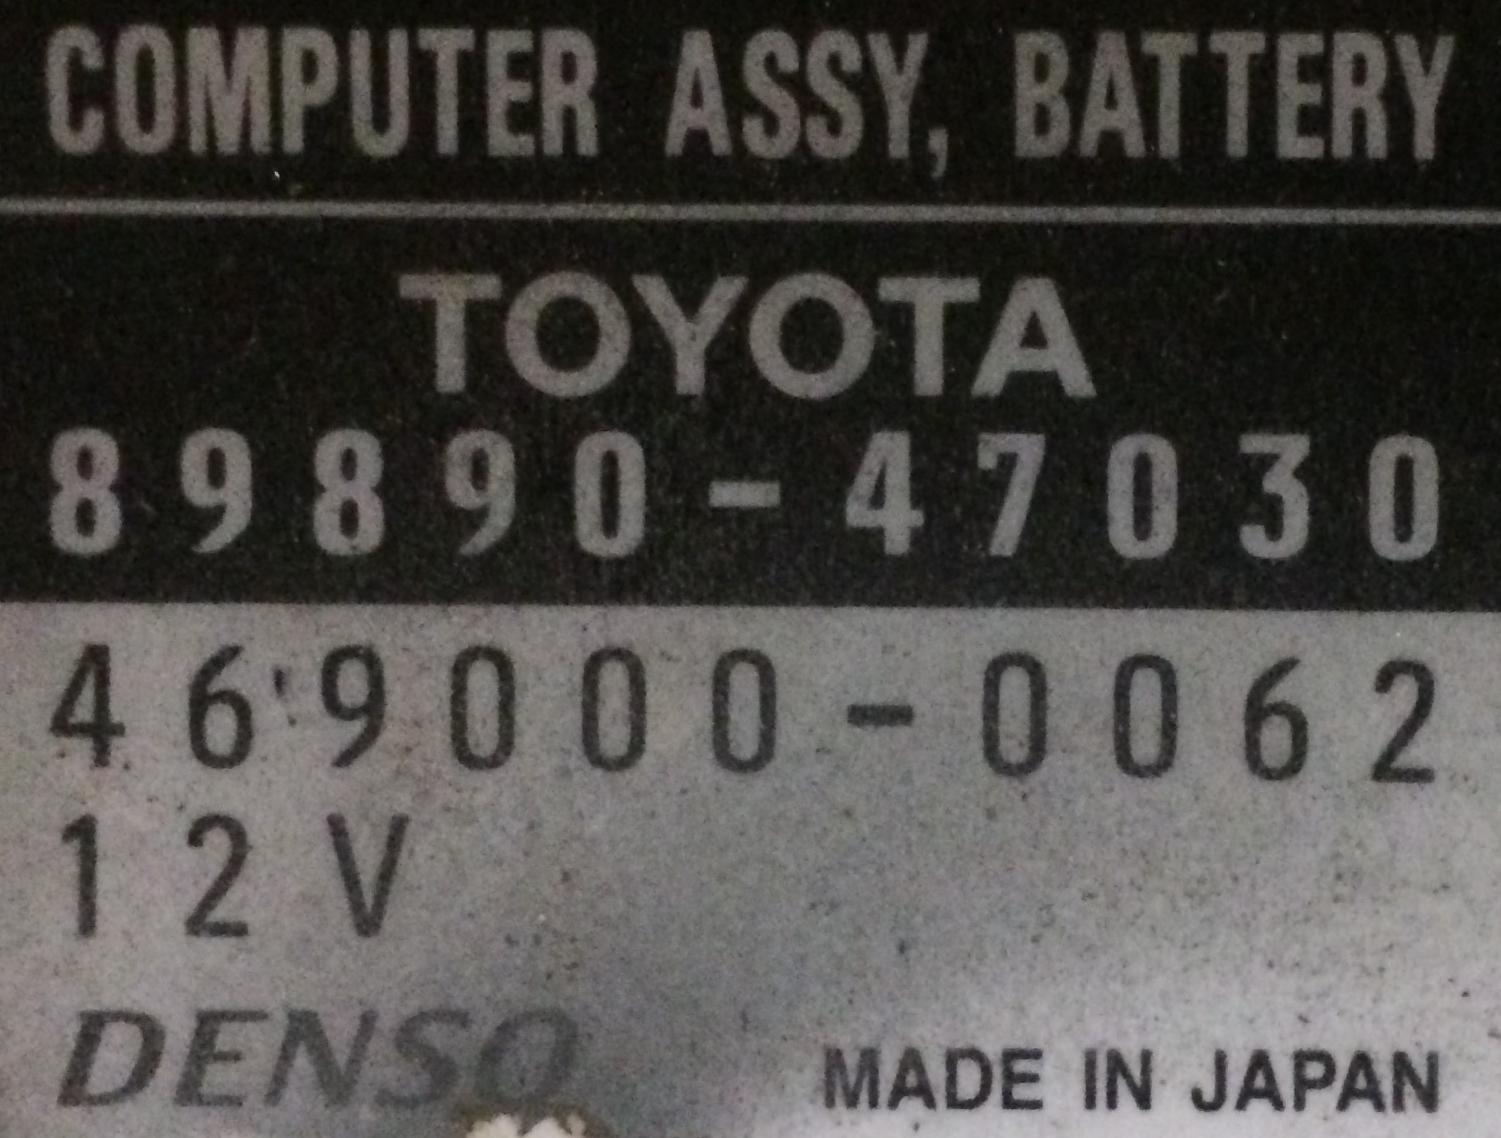 COMPUTER ASSY, BATTERY
TOYOTA
89890-47030
469000-0062
12V
DENSO
MADE IN JAPAN